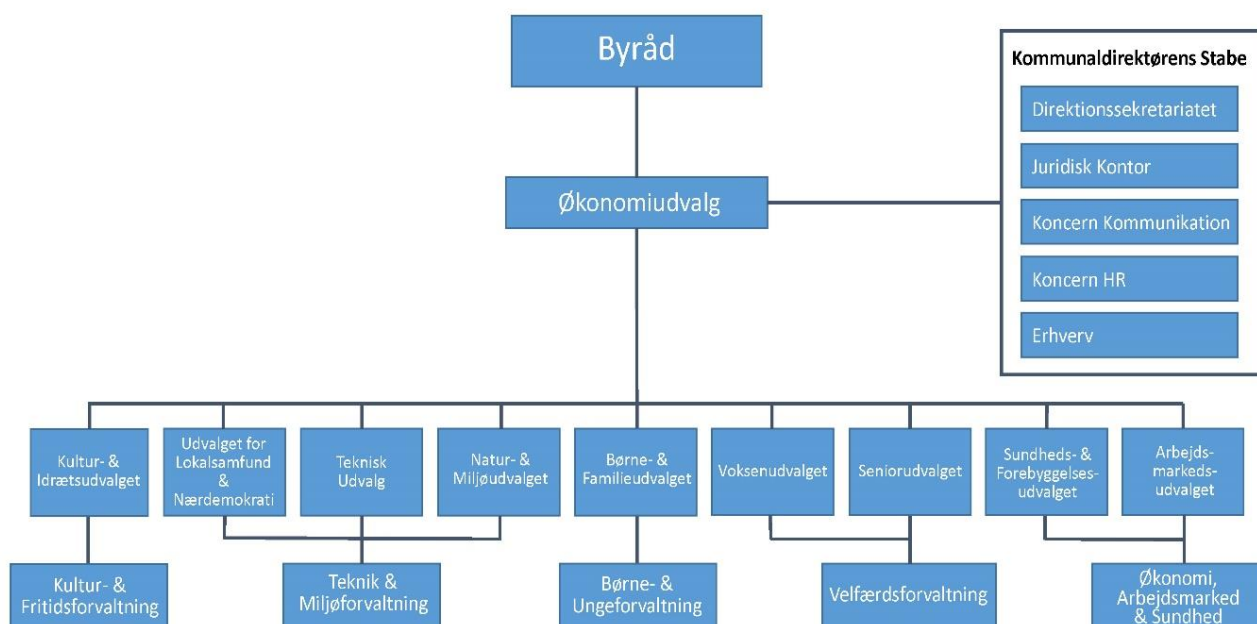 Byråd
Økonomiudvalg
Kommunaldirektørens Stabe
Direktionssekretariatet
Juridisk Kontor
Koncern Kommunikation
Koncern HR
Erhverv
Kultur- &
Idrætsudvalget
Udvalget for
Lokalsamfund
&
Nærdemokrati
Teknisk
Udvalg
Natur- &
Miljøudvalget
Børne- &
Familieudvalget
Voksenudvalget
Seniorudvalget
Sundheds- &
Forebyggelses-
udvalget
Arbejds-
markeds-
udvalget
Kultur- &
Fritidsforvaltning
Teknik &
Miljøforvaltning
Børne- &
Ungeforvaltning
Velfærdsforvaltning
Økonomi,
Arbejdsmarked
& Sundhed